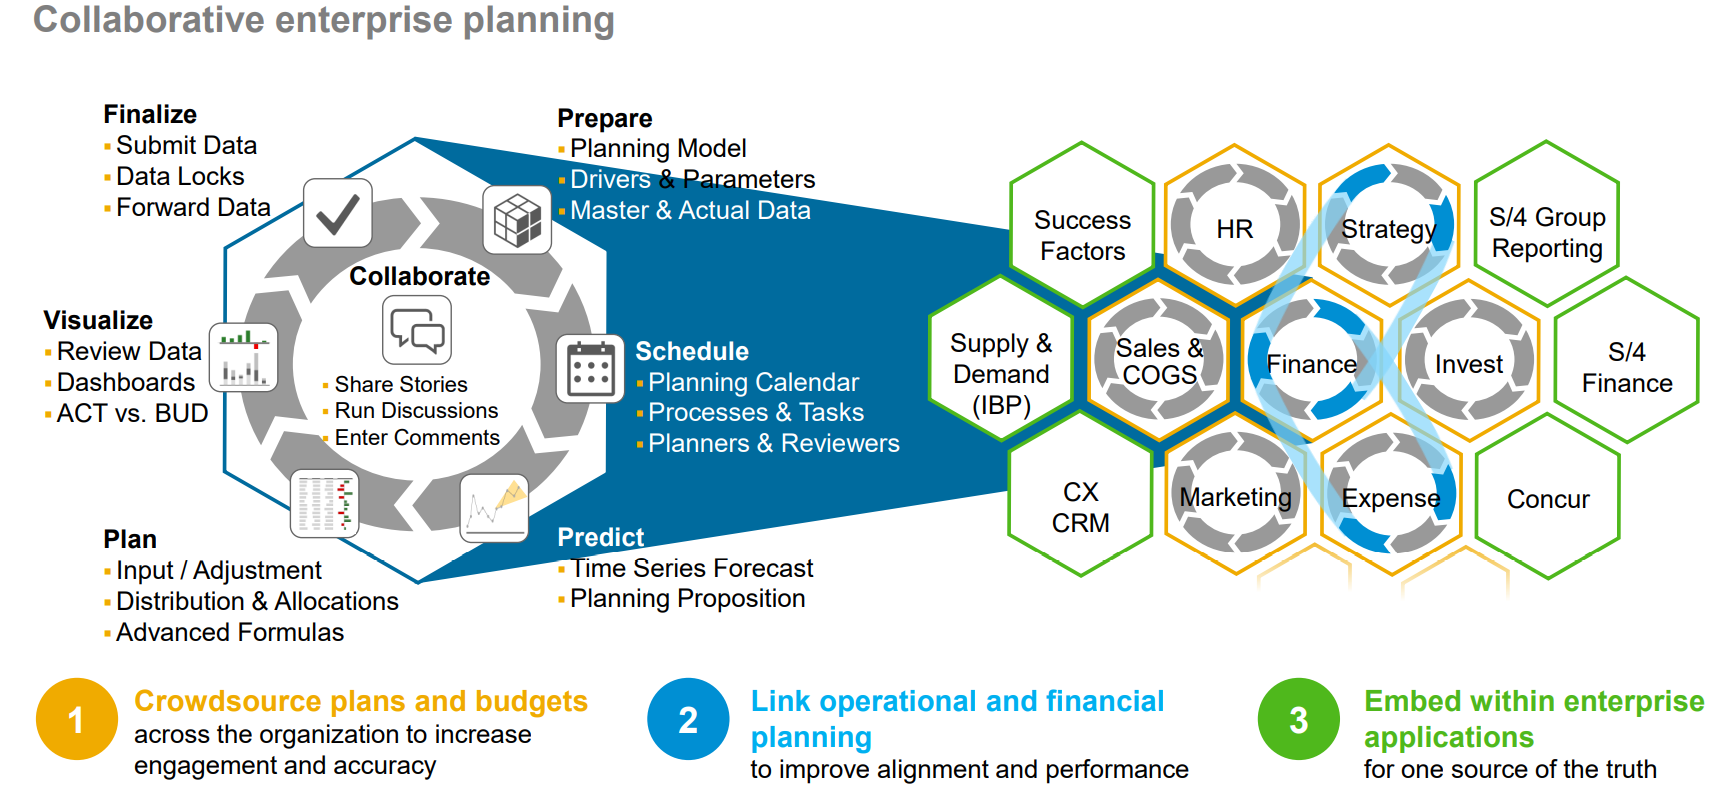 Collaborative enterprise planning
Finalize
▪ Submit Data
▪ Data Locks
▪ Forward Data
Prepare
▪ Planning Model
▪ Drivers & Parameters
▪ Master & Actual Data
Collaborate
▪ Share Stories
▪ Run Discussions
▪ Enter Comments
Visualize
▪ Review Data
▪ Dashboards
▪ ACT vs. BUD
Schedule
▪ Planning Calendar
▪ Processes & Tasks
▪ Planners & Reviewers
Plan
▪ Input / Adjustment
▪ Distribution & Allocations
▪ Advanced Formulas
Predict
▪ Time Series Forecast
▪ Planning Proposition
Success
Factors
HR
Strategy
S/4 Group
Reporting
Supply &
Demand
(IBP)
Sales &
COGS
Finance
Invest
S/4
Finance
CX
CRM
Marketing
Expense
Concur
1
Crowdsource plans and budgets
across the organization to increase
engagement and accuracy
2
Link operational and financial
planning
to improve alignment and performance
3
Embed within enterprise
applications
for one source of the truth